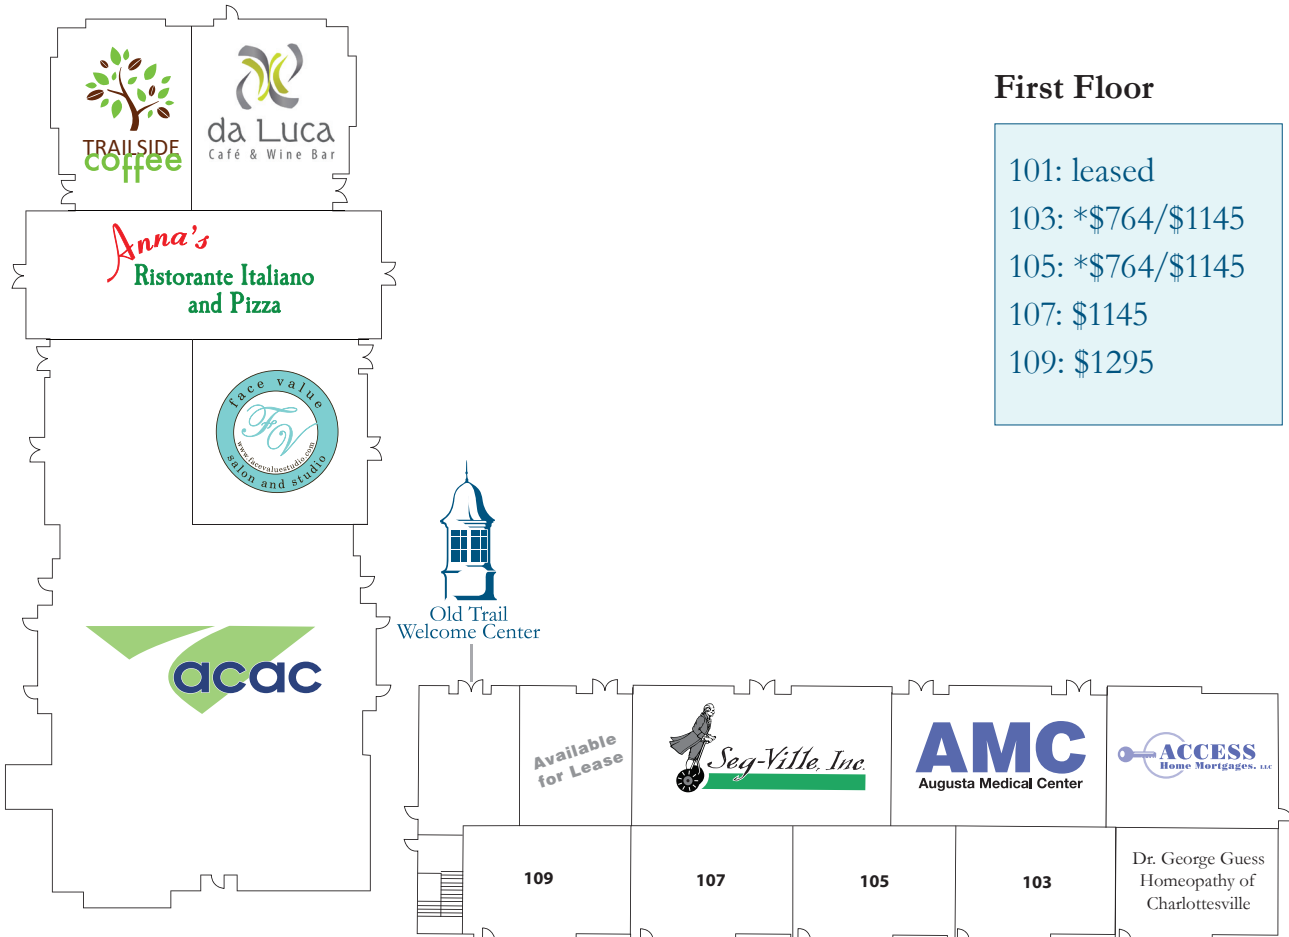 TRAILSIDE
coffee
da Luca
Café & Wine Bar
Anna's
Ristorante Italiano
and Pizza
face value
FV
www.facevaluestudio.com
salon and studio
acac
Old Trail
Welcome Center
First Floor
101: leased
103: *$764/$1145
105: *$764/$1145
107: $1145
109: $1295
Available
for Lease
Seg-Ville, Inc.
AMC
Augusta Medical Center
ACCESS
Home Mortgages, LLC
109
107
105
103
Dr. George Guess
Homeopathy of
Charlottesville